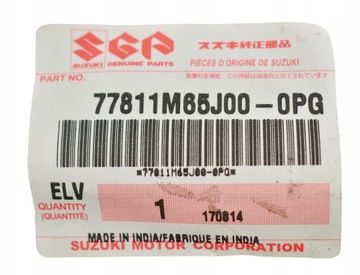 SGP
スズキ純正部品
SUZUKI GENUINE PARTS
PIÈCES D'ORIGINE DE SUZUKI
PART NO.
77811M65J00-0PG
*77811M65J00-0PG*
ELV
QUANTITY
(QUANTITÉ)
1
170814
MADE IN INDIA/FABRIQUÉ EN INDIA
SUZUKI MOTOR CORPORATION